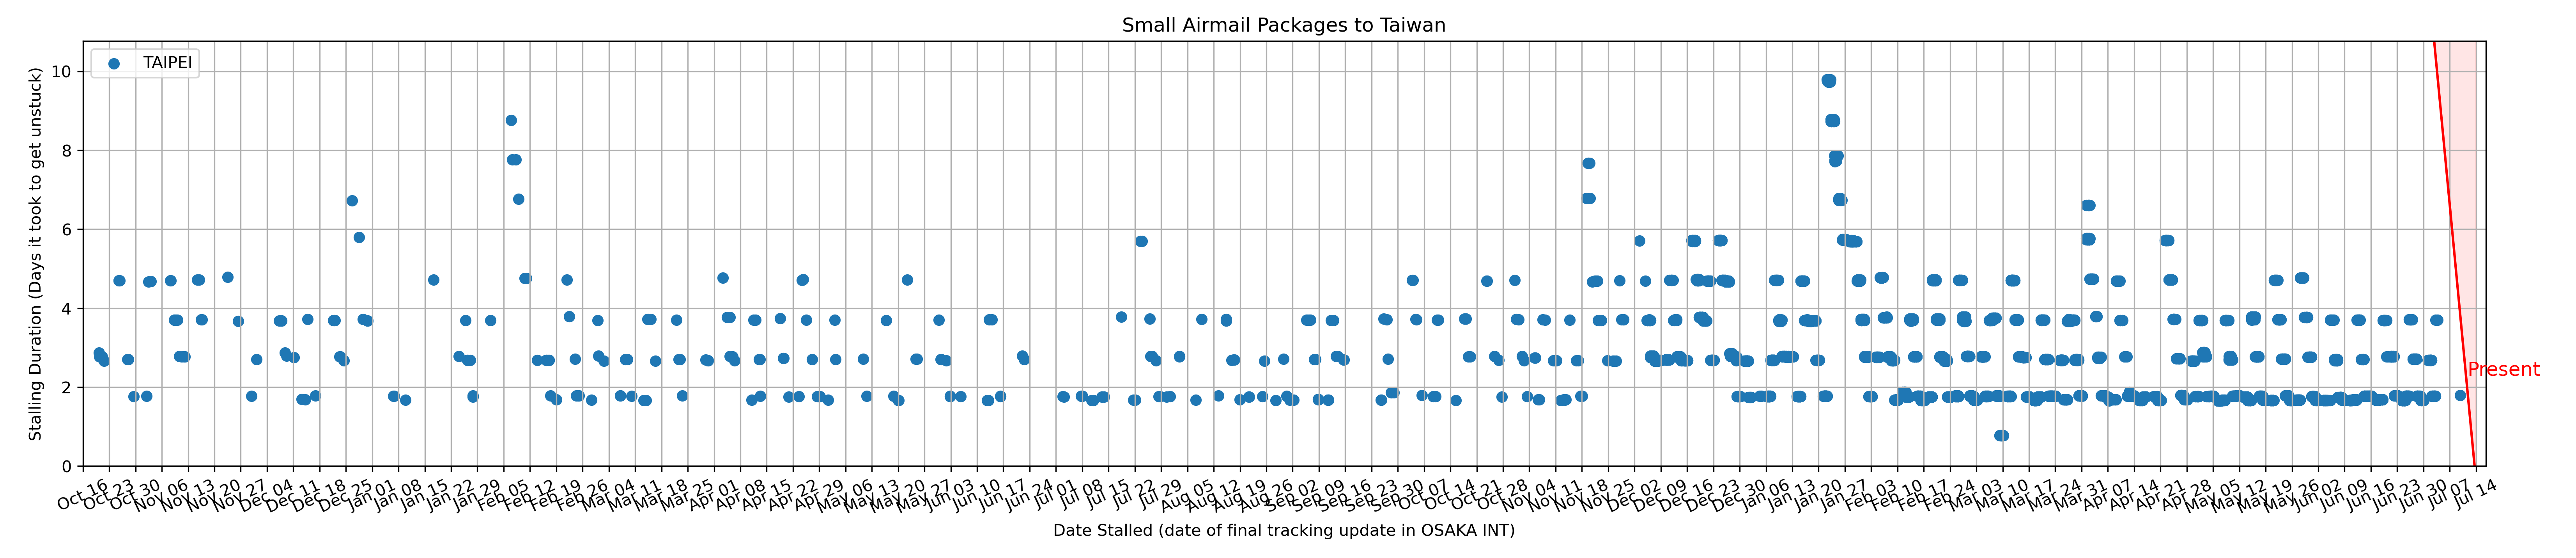 Small Airmail Packages to Taiwan
TAIPEI
Stalling Duration (Days it took to get unstuck)
10
8
6
4
2
0
Present
Oct 16 Oct 23 Oct 30 Nov 06 Nov 13 Nov 20 Nov 27 Dec 04 Dec 11 Dec 18 Dec 25 Jan 01 Jan 08 Jan 15 Jan 22 Jan 29 Feb 05 Feb 12 Feb 19 Feb 26 Mar 04 Mar 11 Mar 18 Mar 25 Apr 01 Apr 08 Apr 15 Apr 22 Apr 29 May 06 May 13 May 20 May 27 Jun 03 Jun 10 Jun 17 Jun 24 Jul 01 Jul 08 Jul 15 Jul 22 Jul 29 Aug 05 Aug 12 Aug 19 Aug 26 Sep 02 Sep 09 Sep 16 Sep 23 Sep 30 Oct 07 Oct 14 Oct 21 Oct 28 Nov 04 Nov 11 Nov 18 Nov 25 Dec 02 Dec 09 Dec 16 Dec 23 Dec 30 Jan 06 Jan 13 Jan 20 Jan 27 Feb 03 Feb 10 Feb 17 Feb 24 Mar 03 Mar 10 Mar 17 Mar 24 Mar 31 Apr 07 Apr 14 Apr 21 Apr 28 May 05 May 12 May 19 May 26 Jun 02 Jun 09 Jun 16 Jun 23 Jun 30 Jul 07 Jul 14
Date Stalled (date of final tracking update in OSAKA INT)